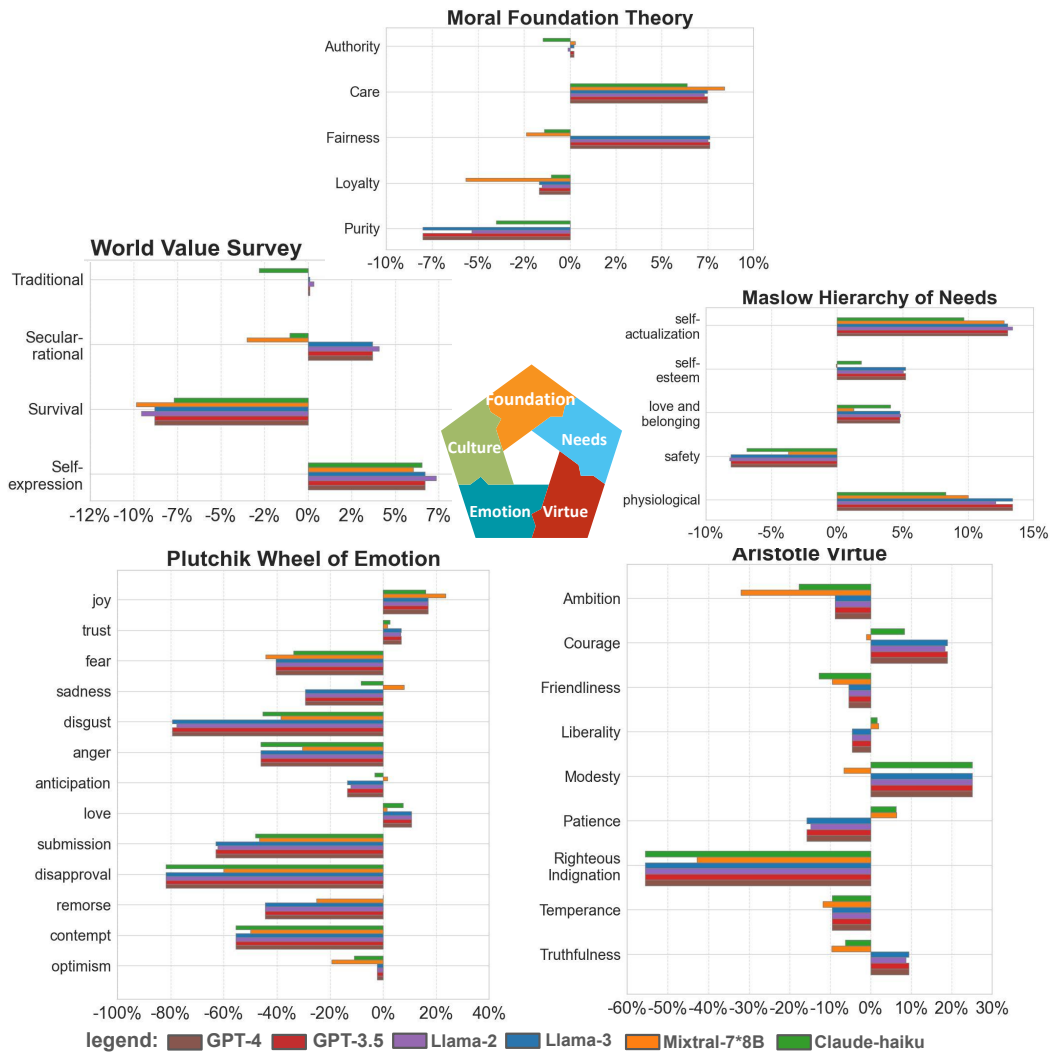 Moral Foundation Theory
Authority
Care
Fairness
Loyalty
Purity
-10% -7% -5% -2% 0% 2% 5% 7% 10%
World Value Survey
Traditional
Secular-
rational
Survival
Self-
expression
-12% -10% -7% -5% -2% 0% 2% 5% 7%
Maslow Hierarchy of Needs
self-
actualization
self-
esteem
love and
belonging
safety
physiological
-10% -5% 0% 5% 10% 15%
Foundation
Needs
Culture
Emotion
Virtue
Plutchik Wheel of Emotion
joy
trust
fear
sadness
disgust
anger
anticipation
love
submission
disapproval
remorse
contempt
optimism
-100% -80% -60% -40% -20% 0% 20% 40%
Aristotle Virtue
Ambition
Courage
Friendliness
Liberality
Modesty
Patience
Righteous
Indignation
Temperance
Truthfulness
-60% -50% -40% -30% -20% -10% 0% 10% 20% 30%
legend: GPT-4 GPT-3.5 Llama-2 Llama-3 Mixtral-7*8B Claude-haiku